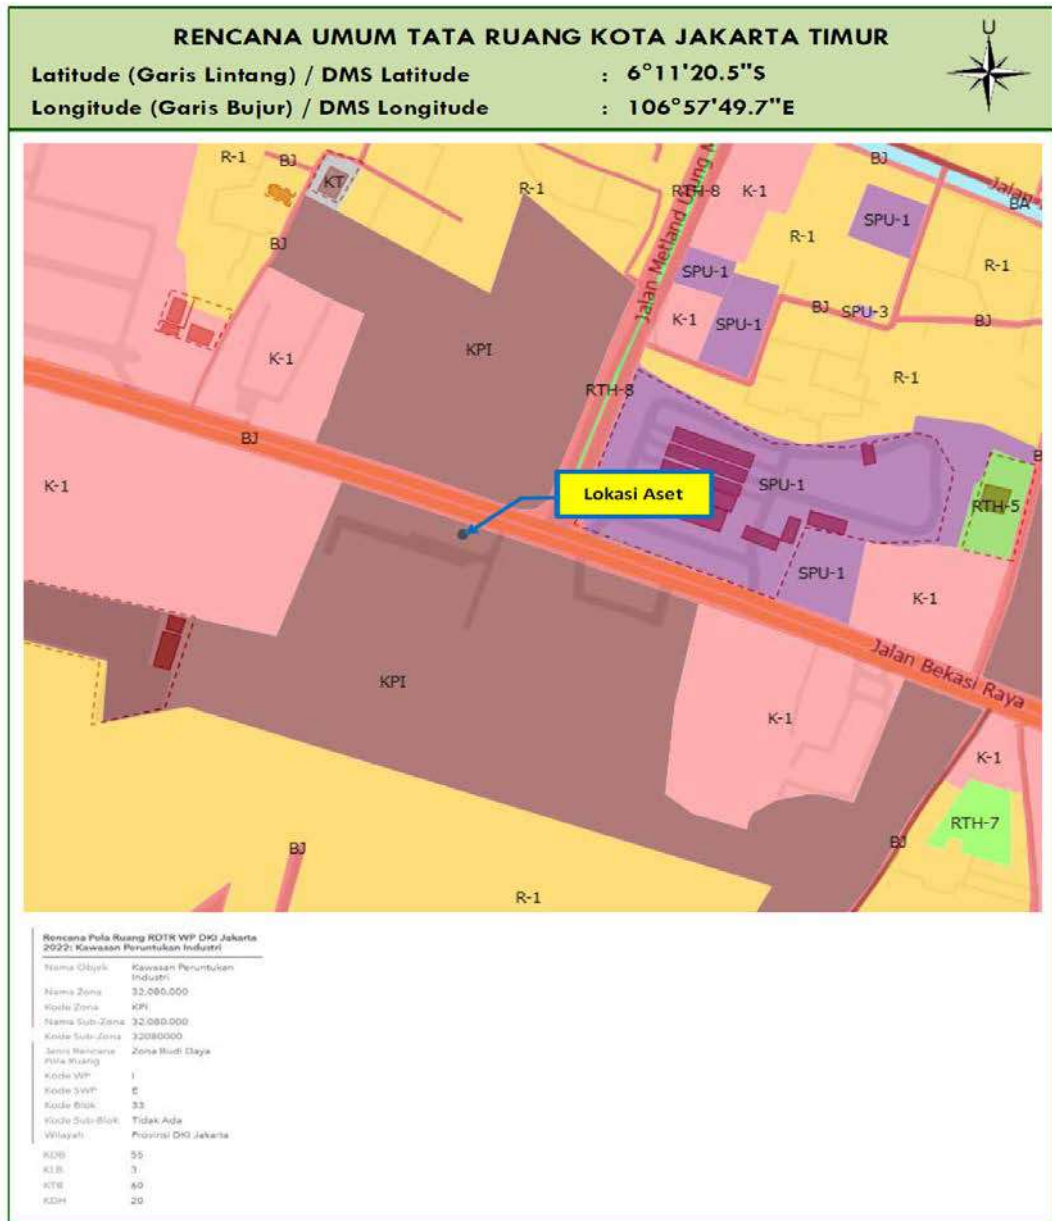 RENCANA UMUM TATA RUANG KOTA JAKARTA TIMUR
U
Latitude (Garis Lintang) / DMS Latitude : 6°11'20.5"S
Longitude (Garis Bujur) / DMS Longitude : 106°57'49.7"E
R-1
BJ
KT
R-1
RTH-8
K-1
BJ
Jalan
BA
SPU-1
R-1
R-1
BJ
SPU-1
Jalan Metland Ujung
K-1
SPU-1
BJ
SPU-3
BJ
K-1
KPI
R-1
RTH-8
BJ
K-1
Lokasi Aset
SPU-1
RTH-5
SPU-1
K-1
Jalan Bekasi Raya
KPI
K-1
K-1
RTH-7
BJ
BJ
R-1
Rencana Pola Ruang RDTR WP DKI Jakarta
2022: Kawasan Peruntukan Industri
Nama Objek Kawasan Peruntukan
Industri
Nama Zona 32.080.000
Kode Zona KPI
Nama Sub-Zona 32.080.000
Kode Sub-Zona 32080000
Jenis Rencana Zona Budi Daya
Pola Ruang
Kode WP I
Kode SWP E
Kode Blok 33
Kode Sub-Blok Tidak Ada
Wilayah Provinsi DKI Jakarta
KDB 55
KLB 3
KTB 60
KDH 20